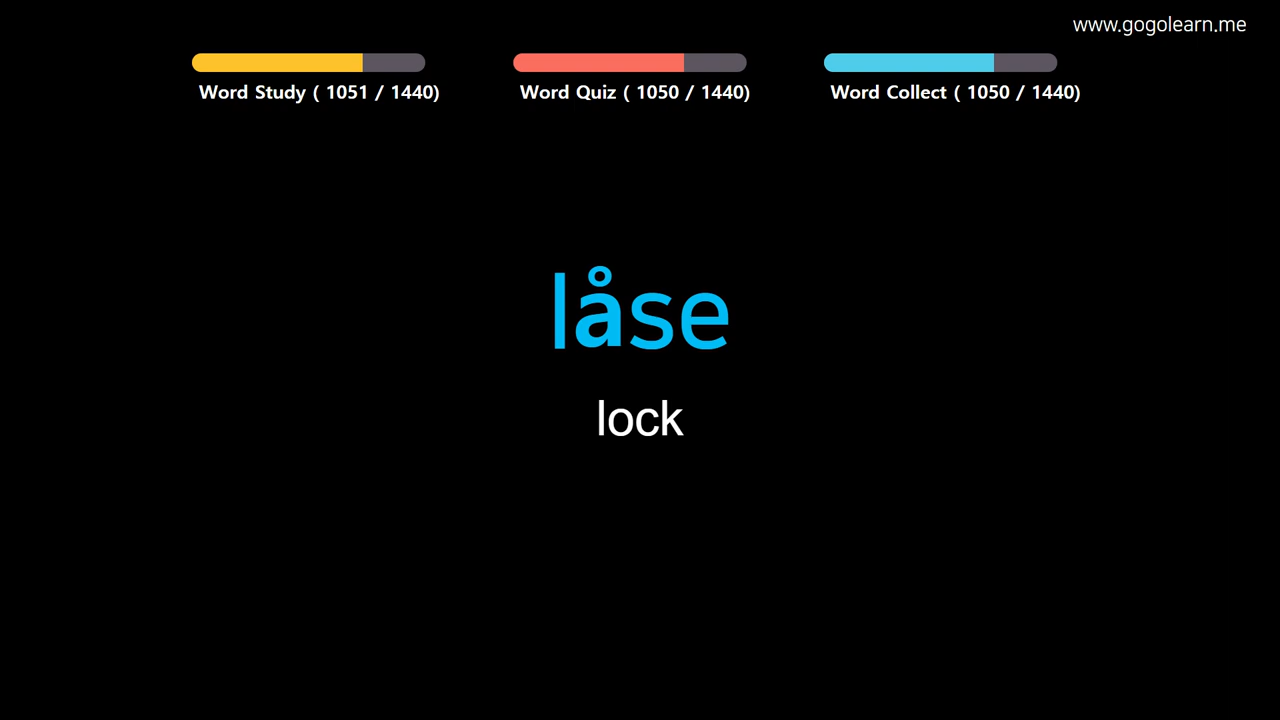 www.gogolearn.me
Word Study ( 1051 / 1440)
Word Quiz ( 1050 / 1440)
Word Collect ( 1050 / 1440)
låse
lock